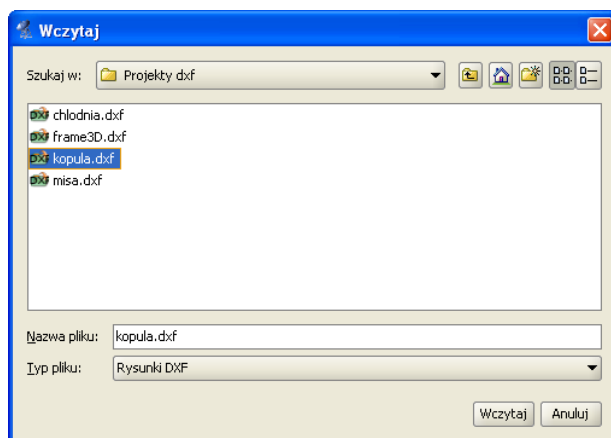 Wczytaj
Szukaj w: Projekty dxf
chlodnia.dxf
frame3D.dxf
kopula.dxf
misa.dxf
Nazwa pliku: kopula.dxf
Typ pliku: Rysunki DXF
Wczytaj Anuluj